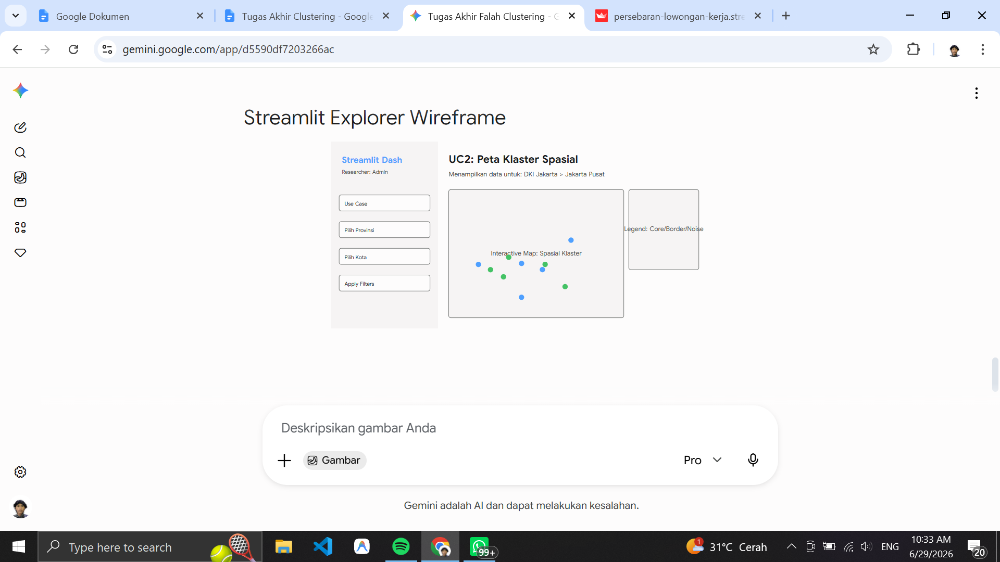 Google Dokumen
Tugas Akhir Clustering - Google
Tugas Akhir Falah Clustering - G
persebaran-lowongan-kerja.stre
gemini.google.com/app/d5590df7203266ac
Streamlit Explorer Wireframe
Streamlit Dash
Researcher: Admin
Use Case
Pilih Provinsi
Pilih Kota
Apply Filters
UC2: Peta Klaster Spasial
Menampilkan data untuk: DKI Jakarta > Jakarta Pusat
Interactive Map: Spasial Klaster
Legend: Core/Border/Noise
Deskripsikan gambar Anda
Gambar
Pro
Gemini adalah AI dan dapat melakukan kesalahan.
Type here to search
99+
1
31°C Cerah
ENG
10:33 AM
6/29/2026
20